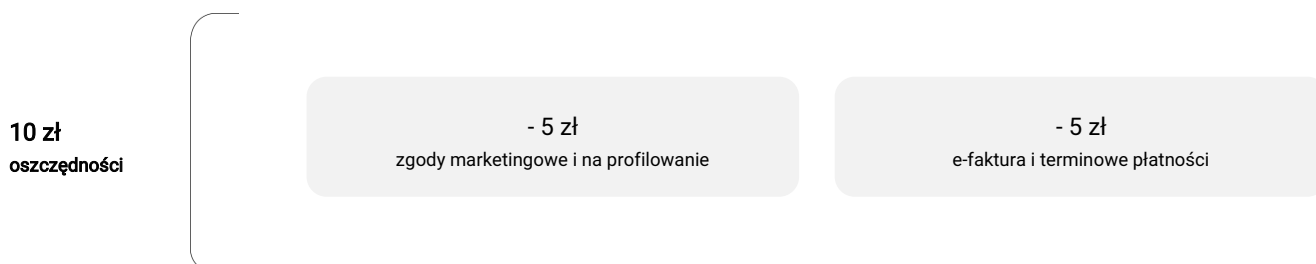 10 zł
oszczędności
- 5 zł
zgody marketingowe i na profilowanie
- 5 zł
e-faktura i terminowe płatności